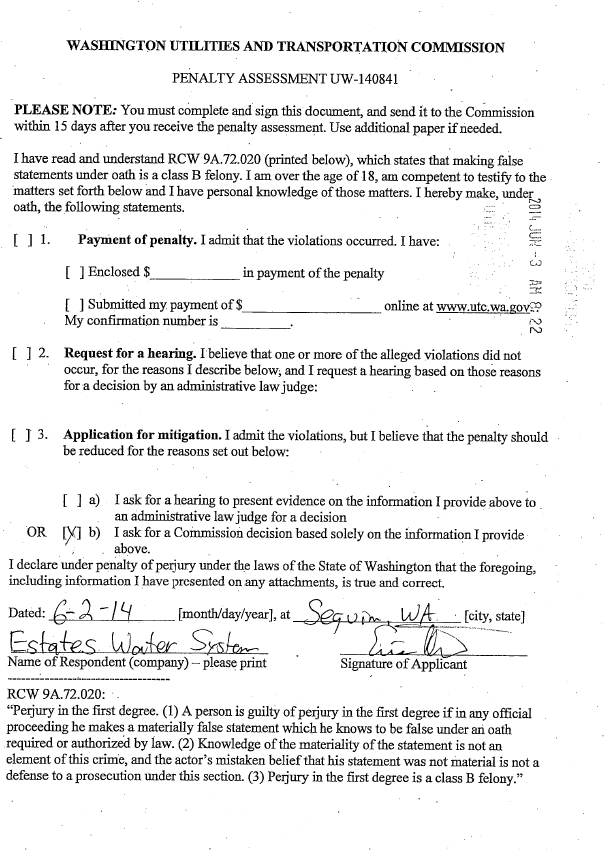 WASHINGTON UTILITIES AND TRANSPORTATION COMMISSION
PENALTY ASSESSMENT UW-140841
PLEASE NOTE: You must complete and sign this document, and send it to the Commission
within 15 days after you receive the penalty assessment. Use additional paper if needed.
I have read and understand RCW 9A.72.020 (printed below), which states that making false
statements under oath is a class B felony. I am over the age of 18, am competent to testify to the
matters set forth below and I have personal knowledge of those matters. I hereby make, under
oath, the following statements.
[ ] 1. Payment of penalty. I admit that the violations occurred. I have:
[ ] Enclosed $____________ in payment of the penalty
[ ] Submitted my payment of $___________________ online at www.utc.wa.gov.
My confirmation number is _________.
[ ] 2. Request for a hearing. I believe that one or more of the alleged violations did not
occur, for the reasons I describe below, and I request a hearing based on those reasons
for a decision by an administrative law judge:
[ ] 3. Application for mitigation. I admit the violations, but I believe that the penalty should
be reduced for the reasons set out below:
[ ] a) I ask for a hearing to present evidence on the information I provide above to
an administrative law judge for a decision
OR [X] b) I ask for a Commission decision based solely on the information I provide
above.
I declare under penalty of perjury under the laws of the State of Washington that the foregoing,
including information I have presented on any attachments, is true and correct.
Dated: 6-2-14 [month/day/year], at Sequim, WA [city, state]
Estates Water System
Name of Respondent (company) – please print Signature of Applicant
-----------------------------------
RCW 9A.72.020:
"Perjury in the first degree. (1) A person is guilty of perjury in the first degree if in any official
proceeding he makes a materially false statement which he knows to be false under an oath
required or authorized by law. (2) Knowledge of the materiality of the statement is not an
element of this crime, and the actor's mistaken belief that his statement was not material is not a
defense to a prosecution under this section. (3) Perjury in the first degree is a class B felony."
2014 JUN -3 AM 8:22